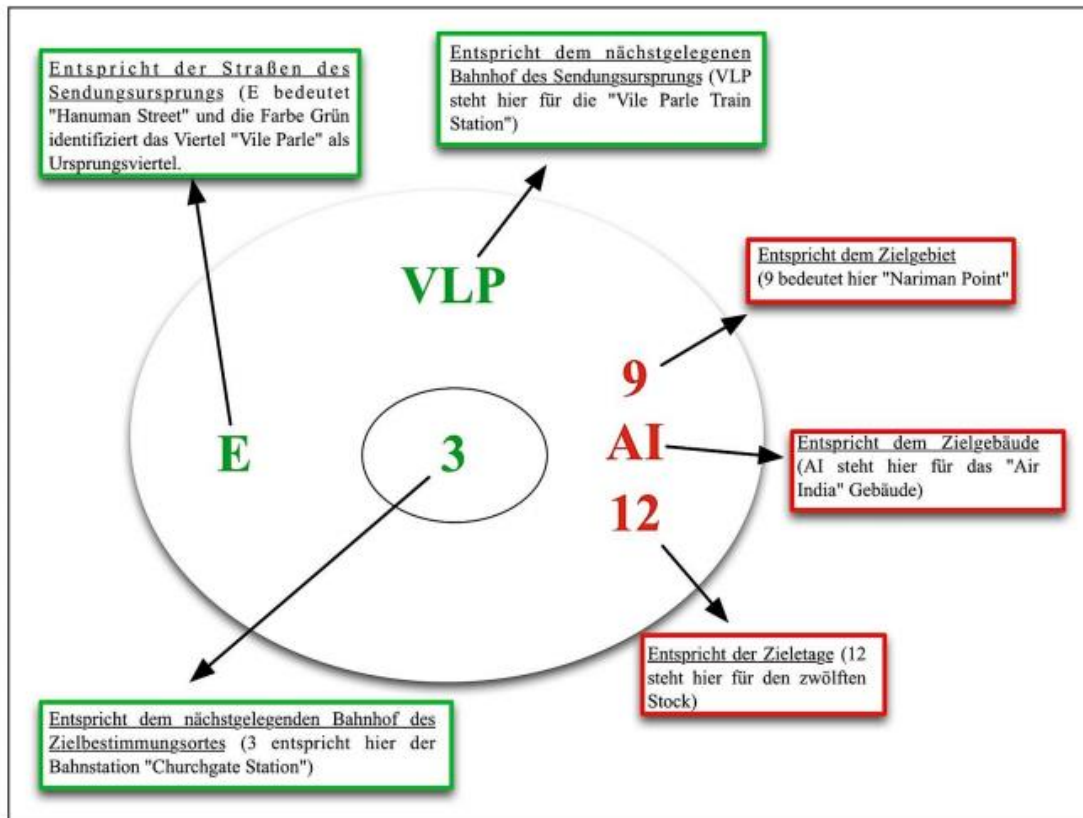 Entspricht der Straßen des
Sendungsursprungs (E bedeutet
"Hanuman Street" und die Farbe Grün
identifiziert das Viertel "Vile Parle" als
Ursprungsviertel.
Entspricht dem nächstgelegenen
Bahnhof des Sendungsursprungs (VLP
steht hier für die "Vile Parle Train
Station")
VLP
Entspricht dem Zielgebiet
(9 bedeutet hier "Nariman Point"
9
E
3
AI
Entspricht dem Zielgebäude
(AI steht hier für das "Air
India" Gebäude)
12
Entspricht der Zieletage (12
steht hier für den zwölften
Stock)
Entspricht dem nächstgelegenden Bahnhof des
Zielbestimmungsortes (3 entspricht hier der
Bahnstation "Churchgate Station")